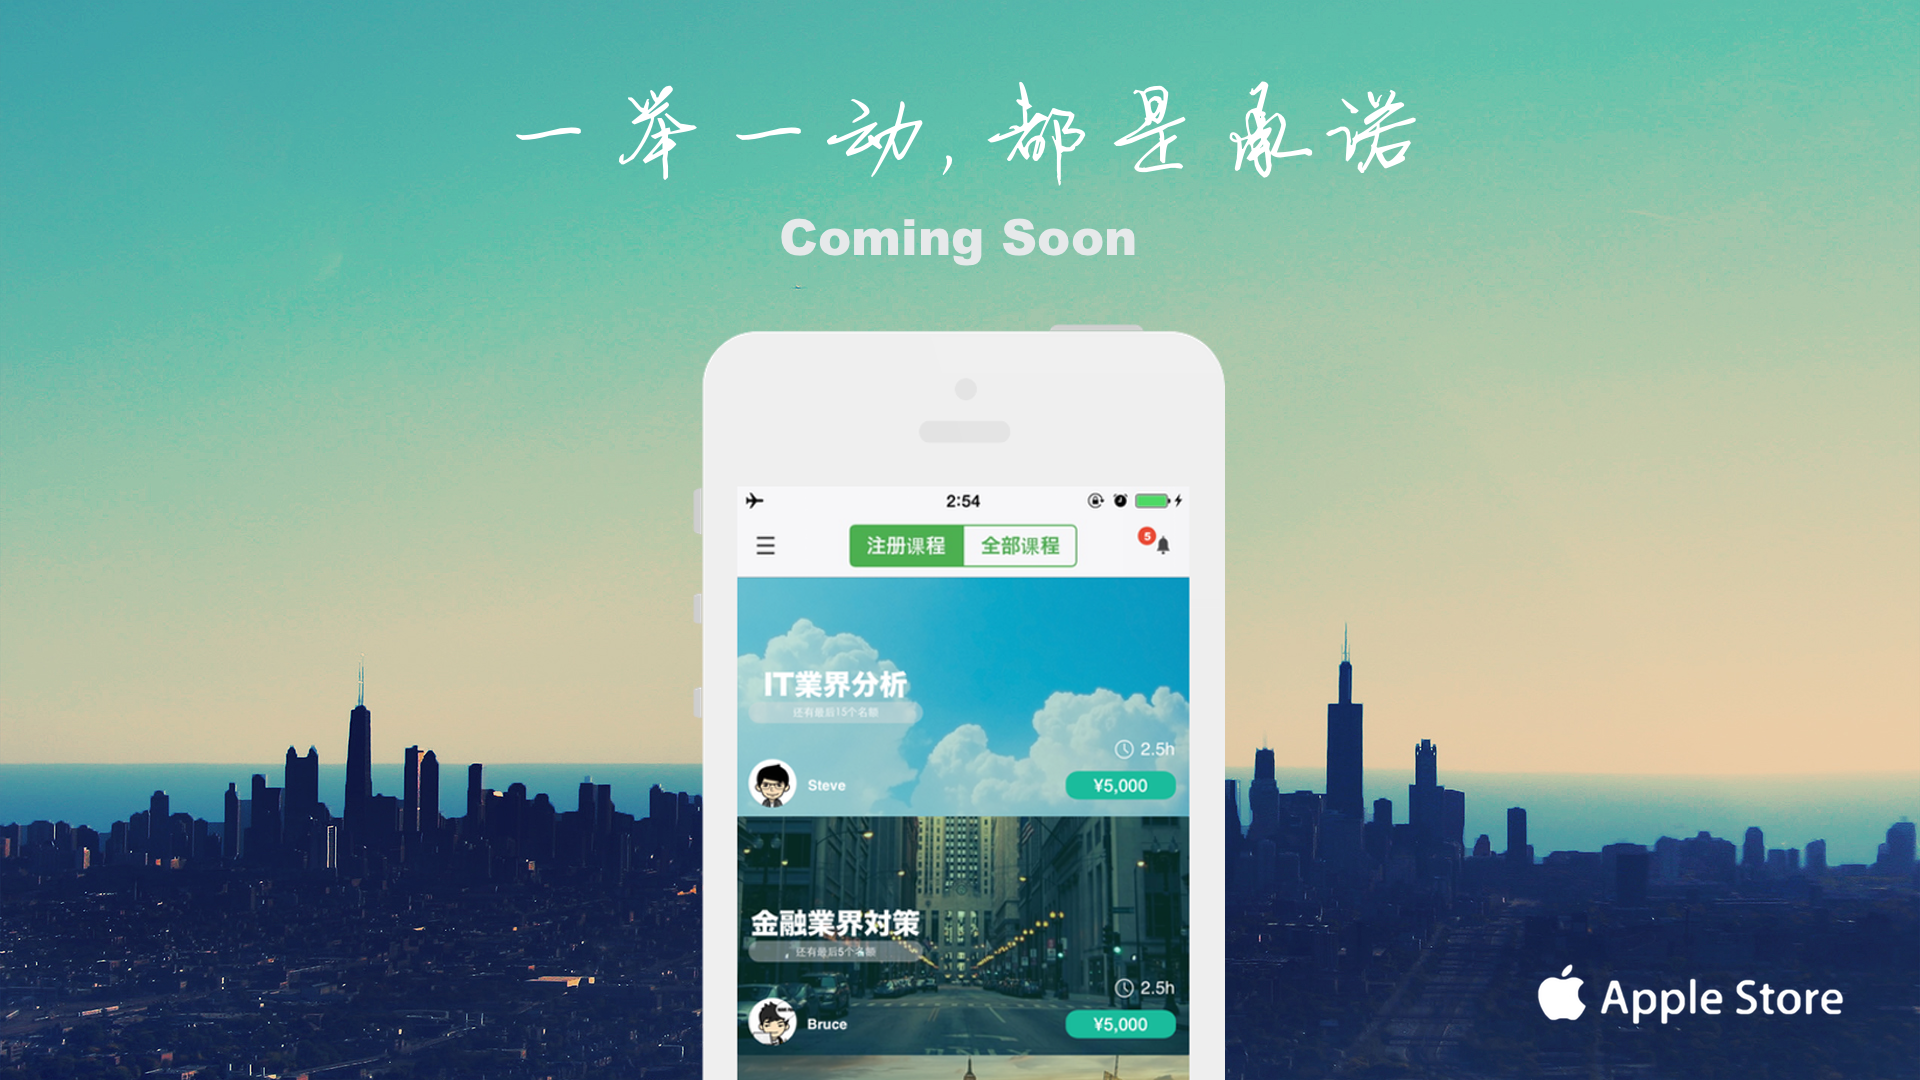 一举一动,都是承诺
Coming Soon
2:54
注册课程 全部课程
5
IT業界分析
还有最后15个名额
2.5h
Steve
¥5,000
金融業界対策
还有最后5个名额
2.5h
Bruce
¥5,000
Apple Store